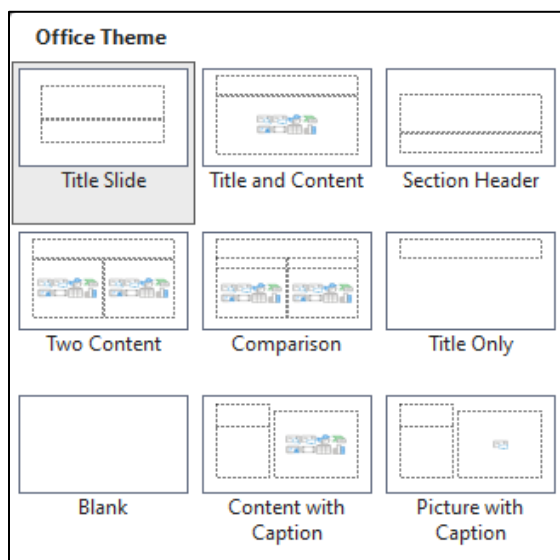 Office Theme
Title Slide
Title and Content
Section Header
Two Content
Comparison
Title Only
Blank
Content with
Caption
Picture with
Caption